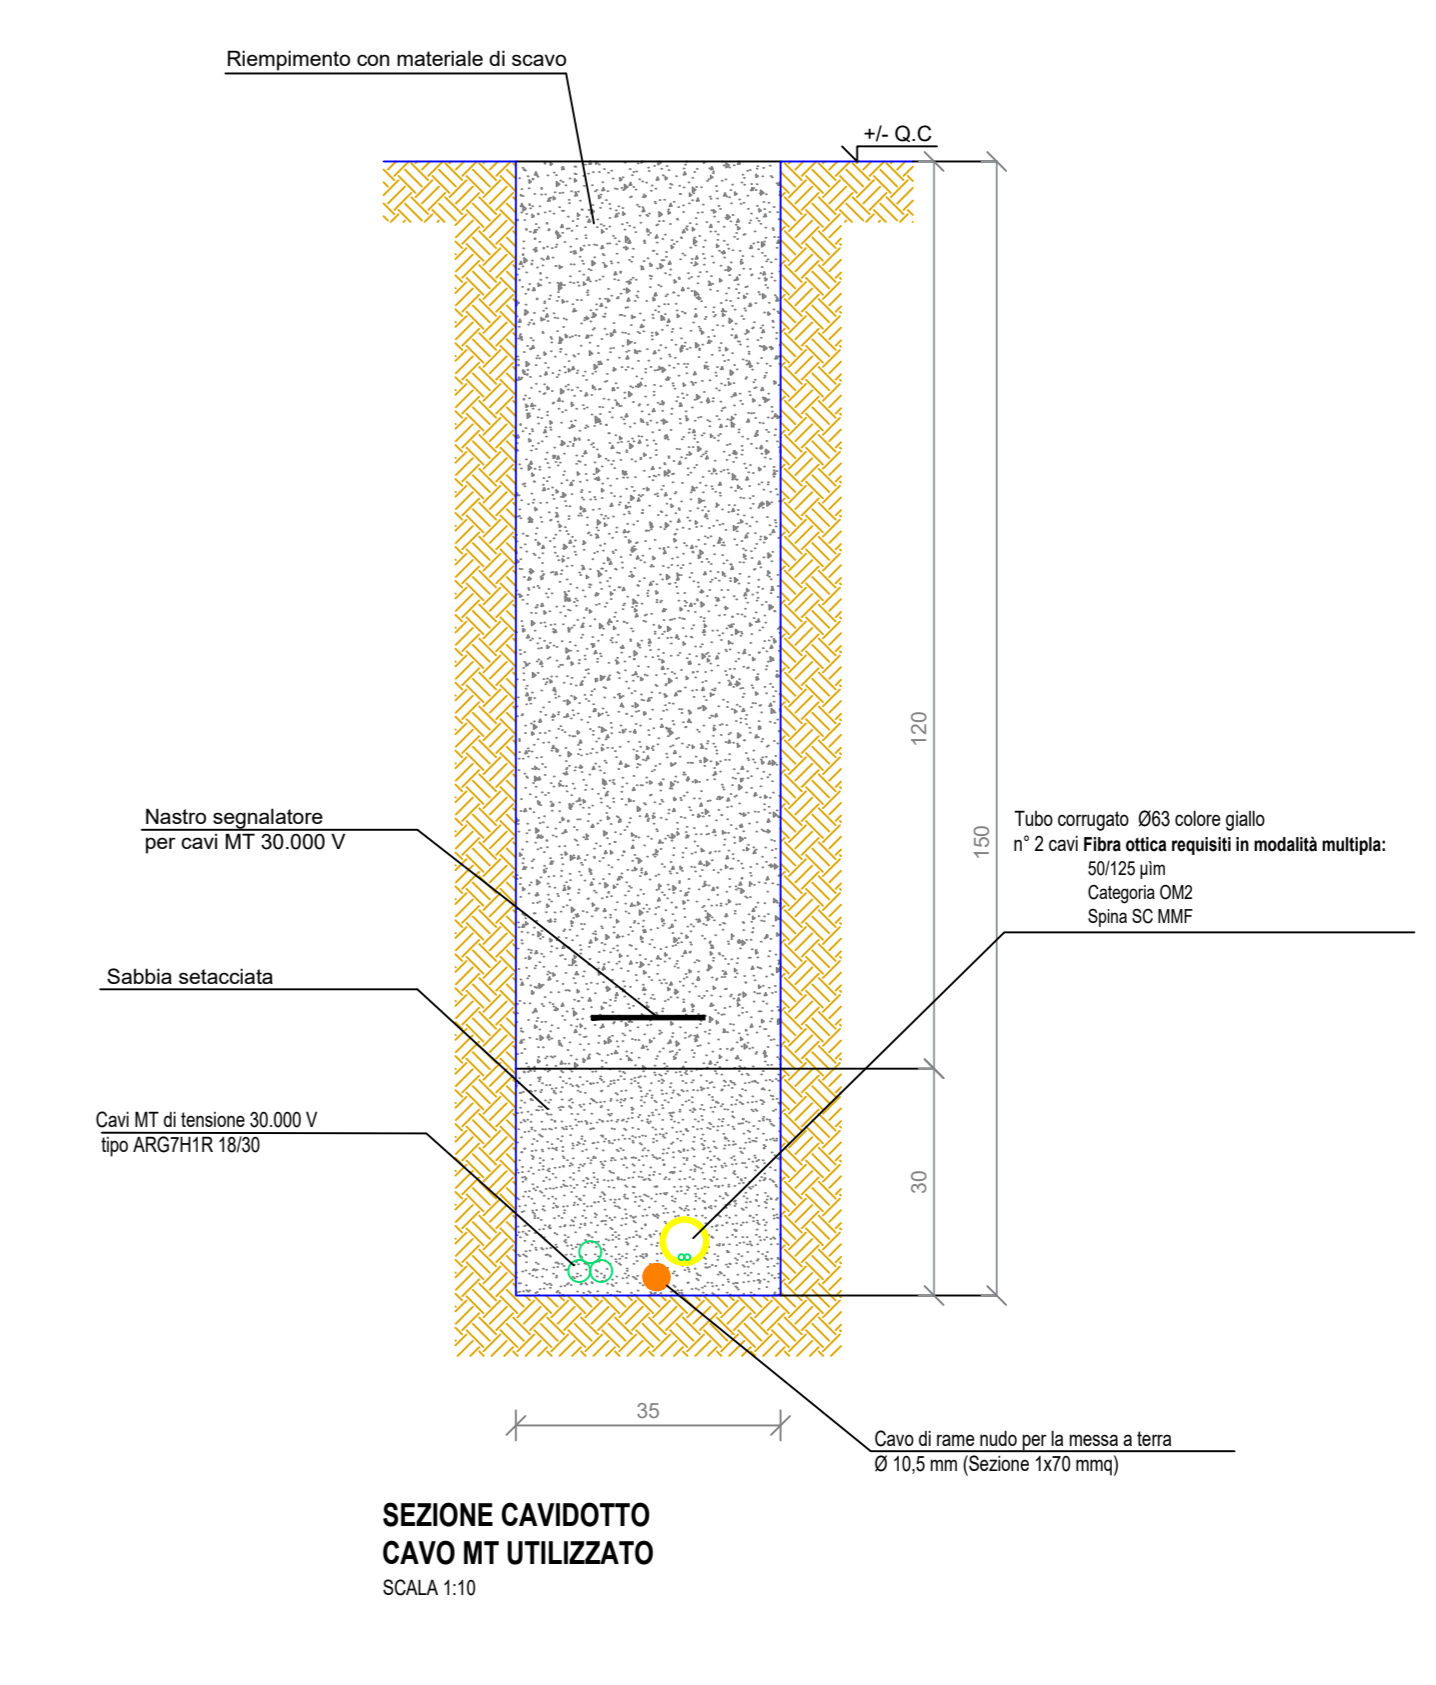 Riempimento con materiale di scavo
+/- Q.C
120
150
Nastro segnalatore
per cavi MT 30.000 V
Tubo corrugato Ø63 colore giallo
n° 2 cavi Fibra ottica requisiti in modalità multipla:
50/125 µìm
Categoria OM2
Spina SC MMF
Sabbia setacciata
Cavi MT di tensione 30.000 V
tipo ARG7H1R 18/30
30
35
Cavo di rame nudo per la messa a terra
Ø 10,5 mm (Sezione 1x70 mmq)
SEZIONE CAVIDOTTO
CAVO MT UTILIZZATO
SCALA 1:10